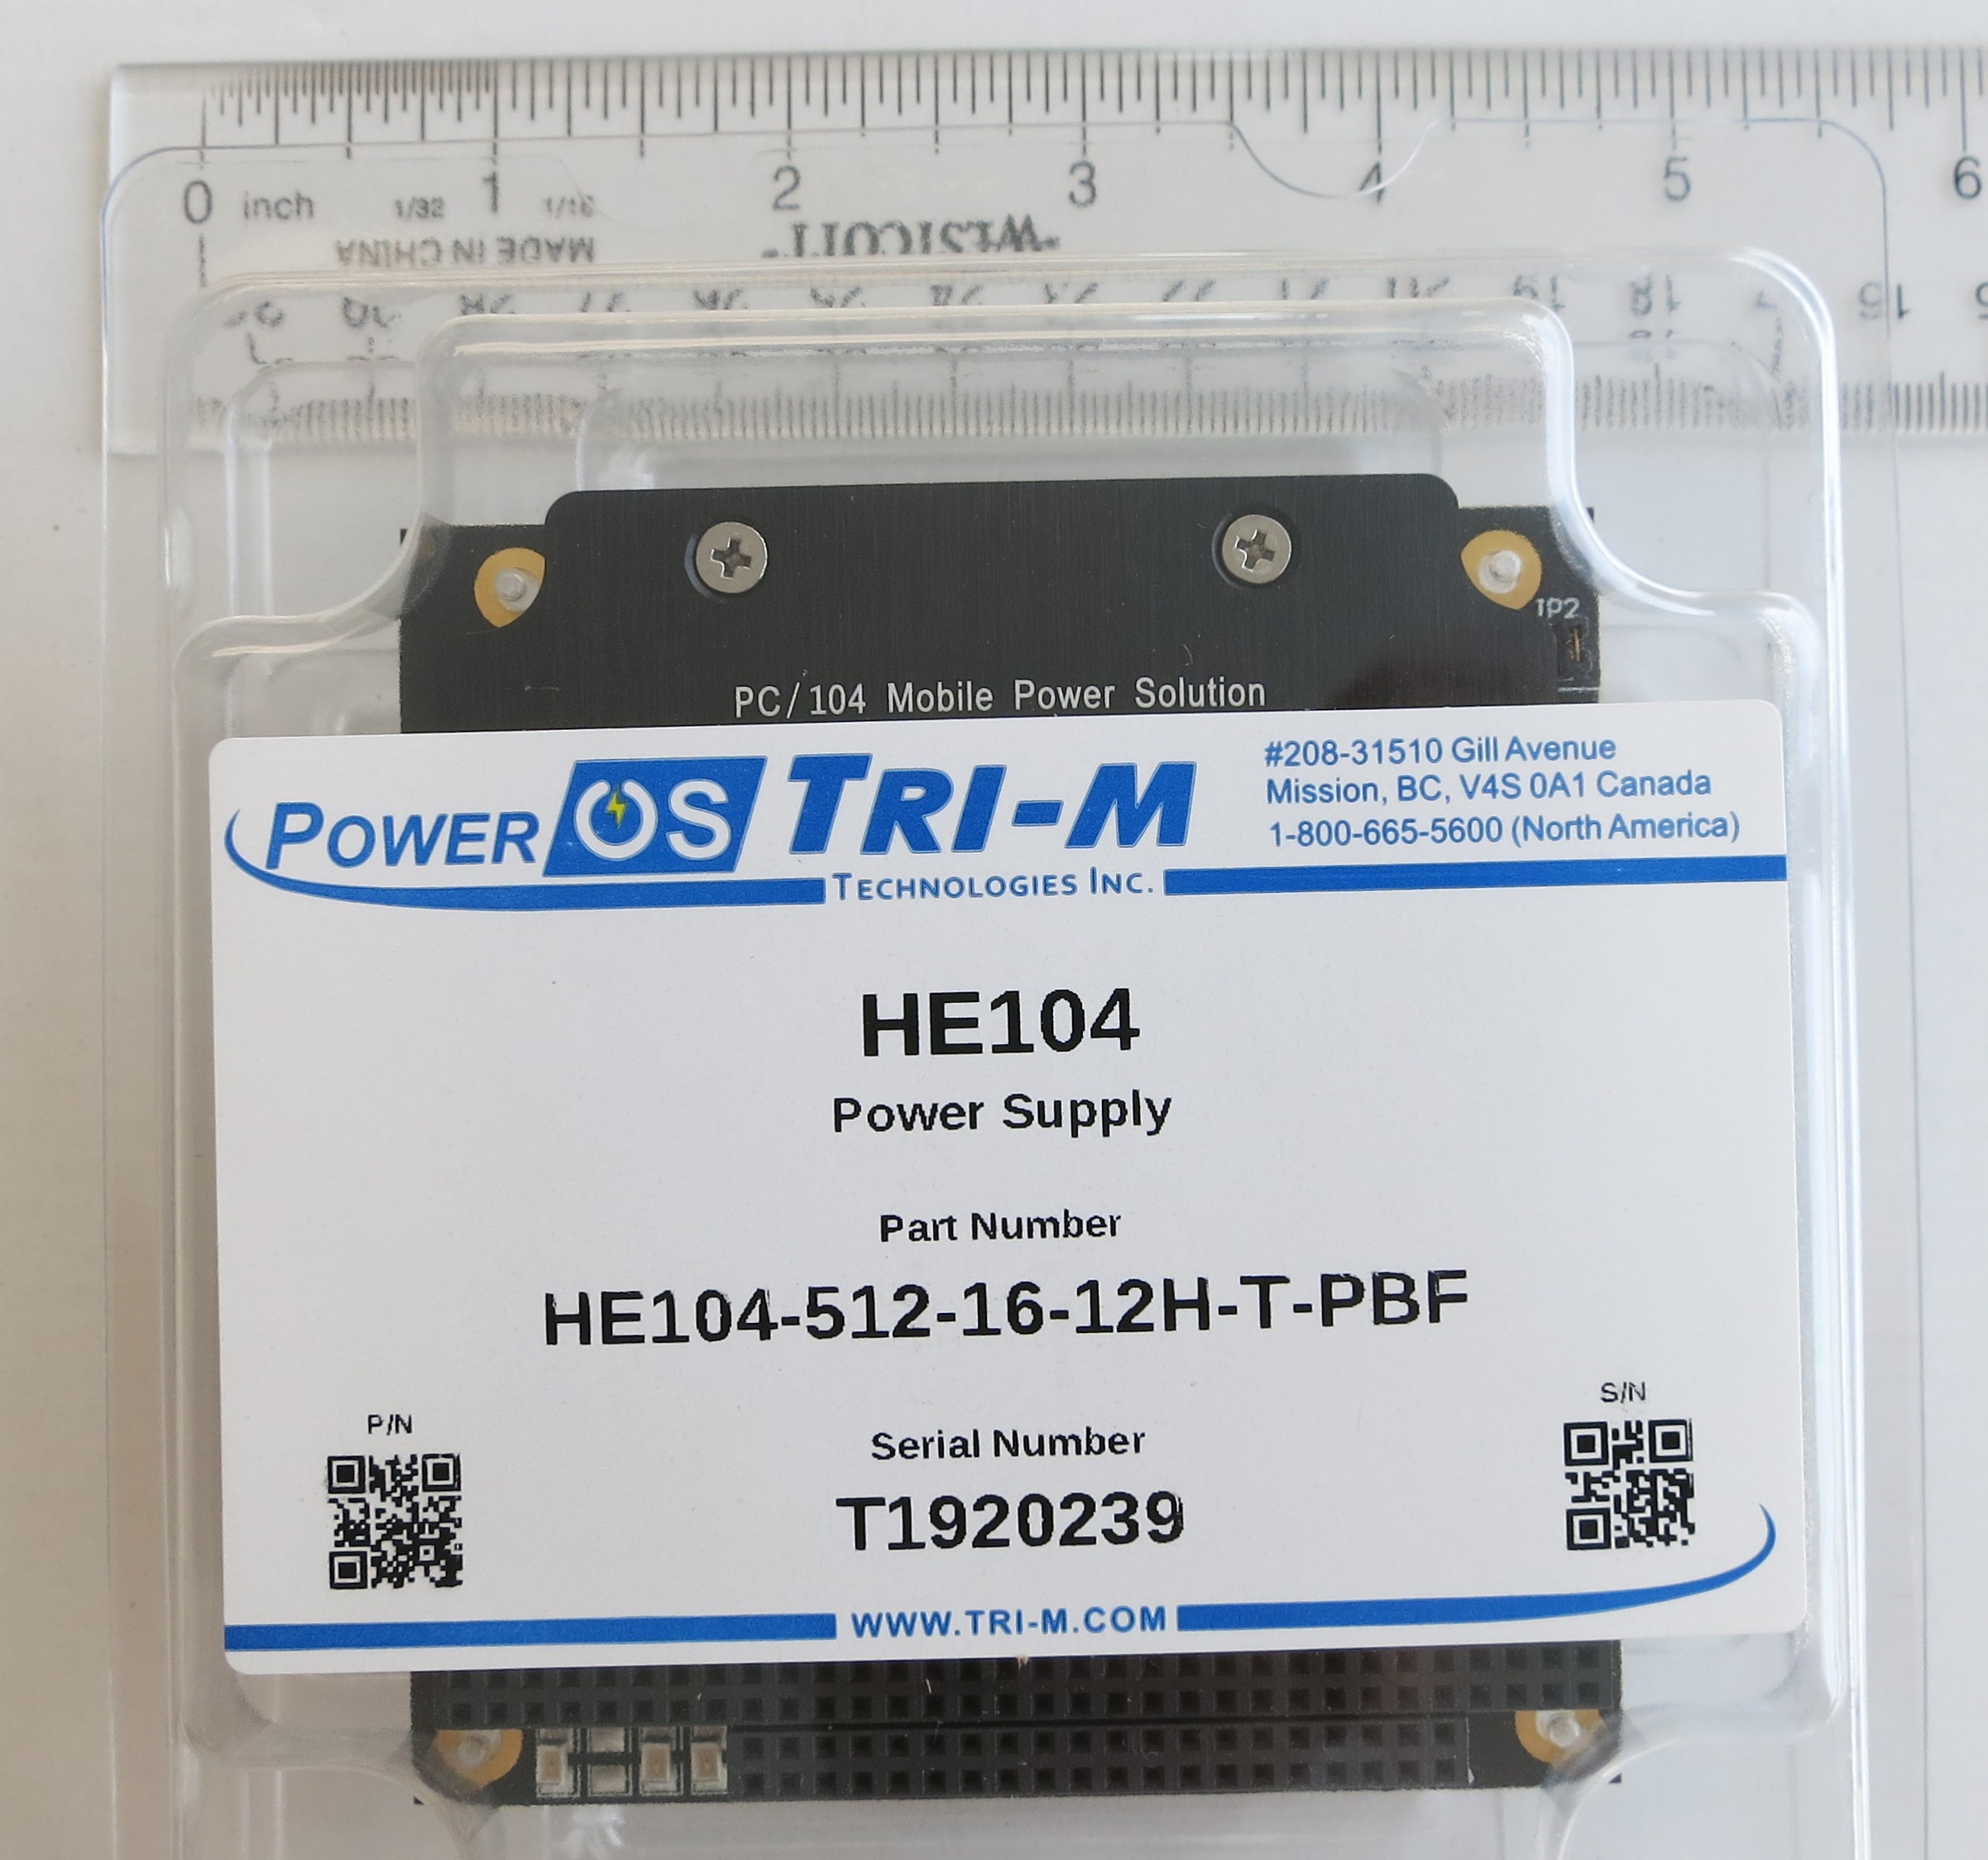 0 inch 1/32 1 1/16 2 3 4 5 6
MADE IN CHINA
WESTCOTT
PC/104 Mobile Power Solution
TP2
POWER OS TRI-M
TECHNOLOGIES INC.
#208-31510 Gill Avenue
Mission, BC, V4S 0A1 Canada
1-800-665-5600 (North America)
HE104
Power Supply
Part Number
HE104-512-16-12H-T-PBF
P/N
S/N
Serial Number
T1920239
WWW.TRI-M.COM